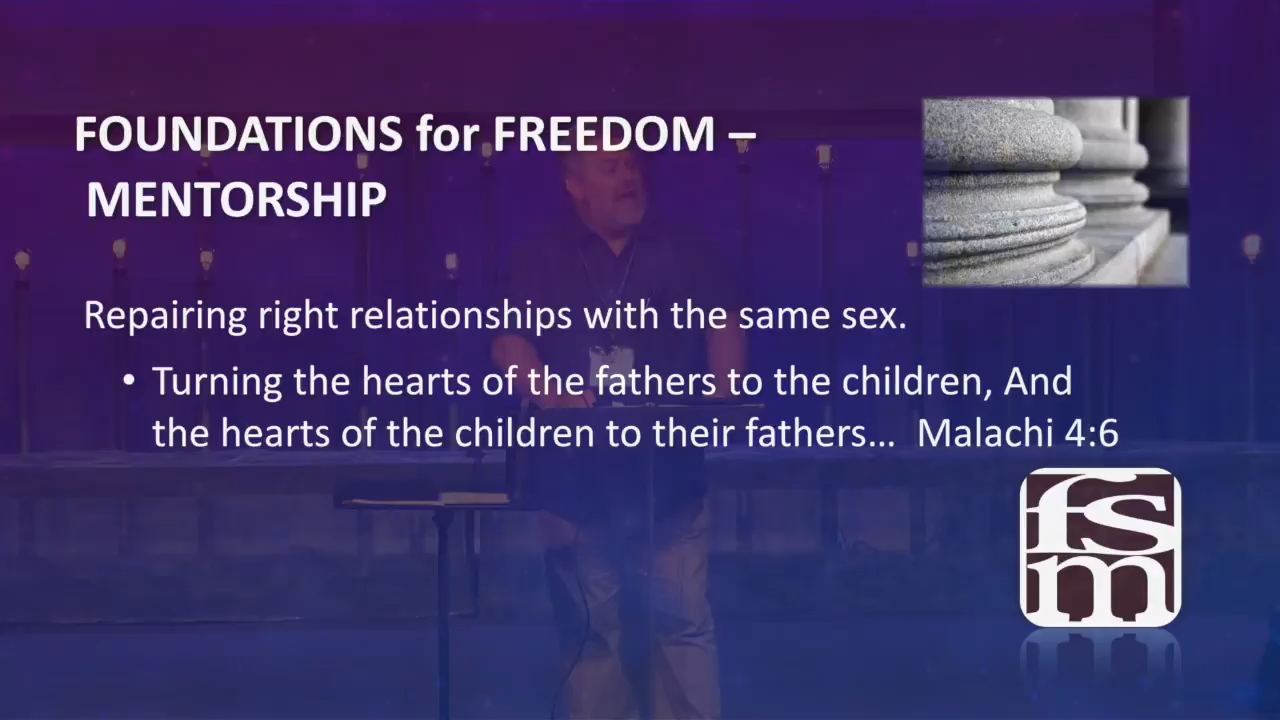 FOUNDATIONS for FREEDOM –
MENTORSHIP
Repairing right relationships with the same sex.
• Turning the hearts of the fathers to the children, And
the hearts of the children to their fathers… Malachi 4:6
fs
m